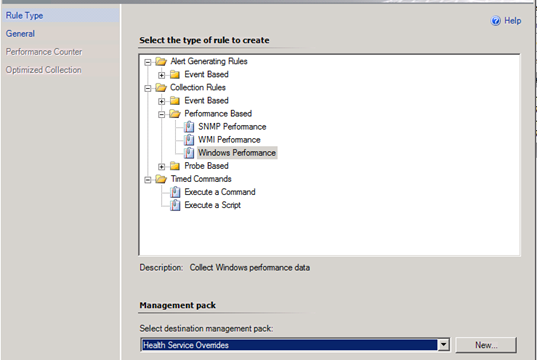 Rule Type
General
Performance Counter
Optimized Collection
Help
Select the type of rule to create
Alert Generating Rules
Event Based
Collection Rules
Event Based
Performance Based
SNMP Performance
WMI Performance
Windows Performance
Probe Based
Timed Commands
Execute a Command
Execute a Script
Description: Collect Windows performance data
Management pack
Select destination management pack:
Health Service Overrides
New...